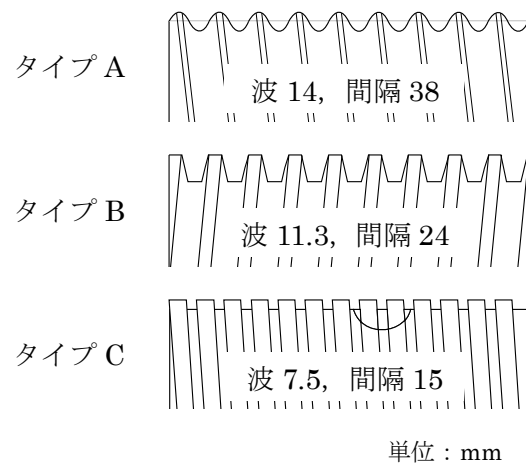 タイプ A
波 14, 間隔 38
タイプ B
波 11.3, 間隔 24
タイプ C
波 7.5, 間隔 15
単位：mm